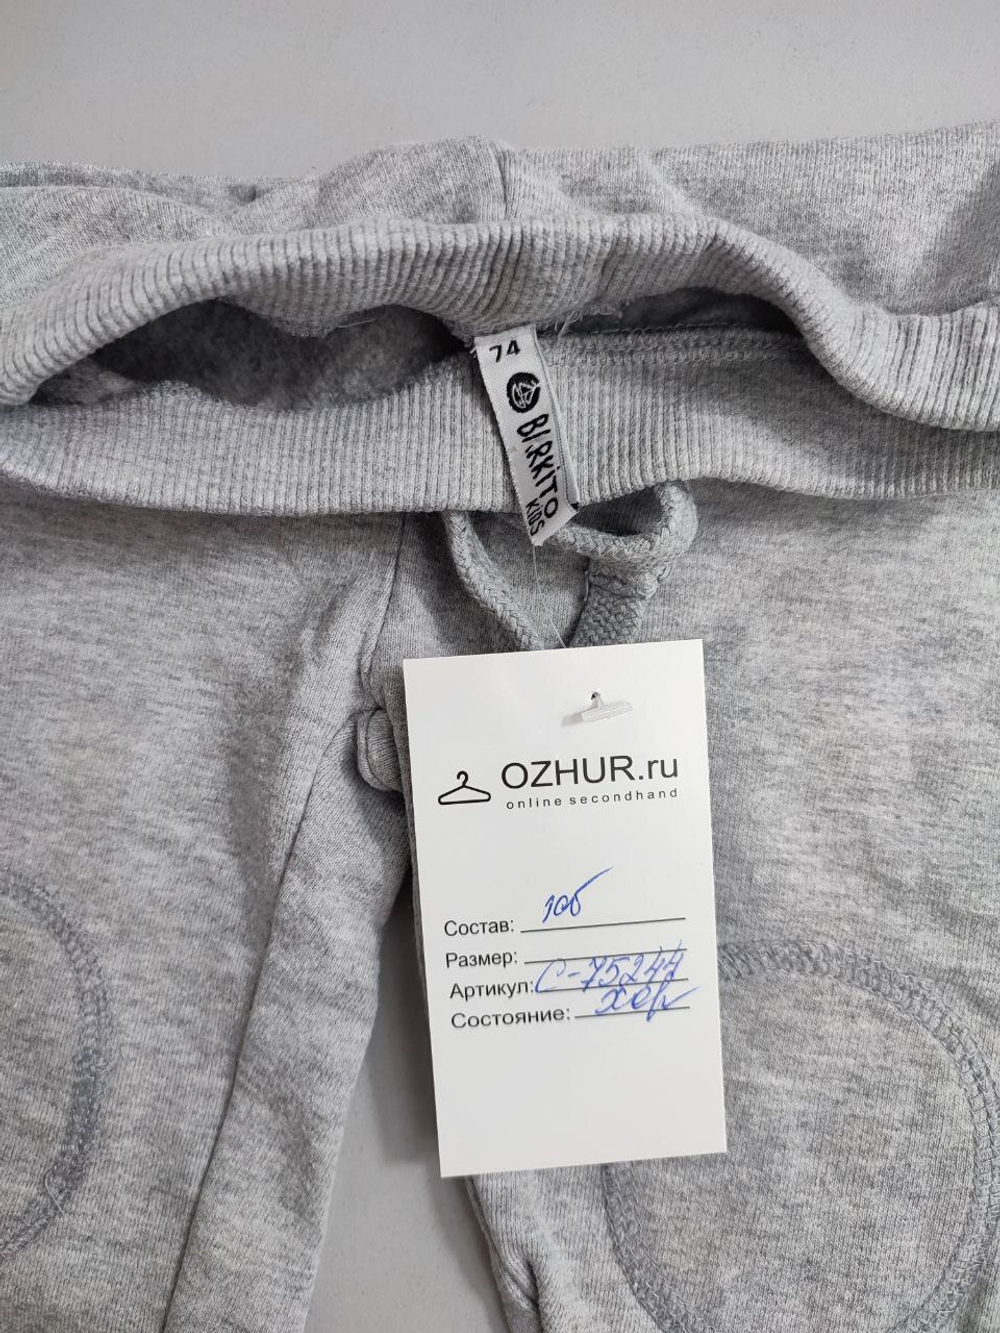 74
BIRKITO
KIDS
OZHUR.ru
online secondhand
Состав:
Размер:
Артикул: С-75244
Состояние: хор